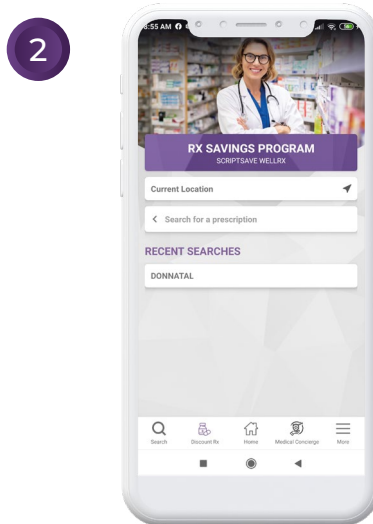 2
:55 AM
RX SAVINGS PROGRAM
SCRIPTSAVE WELLRX
Current Location
Search for a prescription
RECENT SEARCHES
DONNATAL
Search Discount Rx Home Medical Concierge More